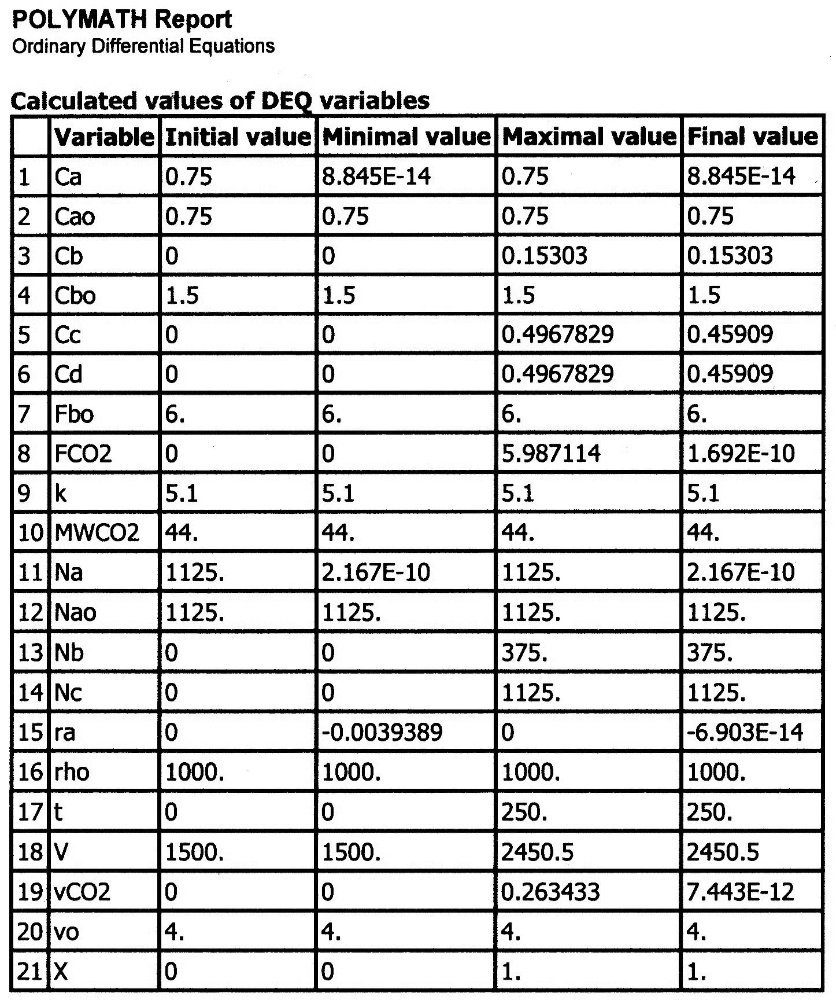 POLYMATH Report
Ordinary Differential Equations
Calculated values of DEQ variables
Variable Initial value Minimal value Maximal value Final value
1 Ca 0.75 8.845E-14 0.75 8.845E-14
2 Cao 0.75 0.75 0.75 0.75
3 Cb 0 0 0.15303 0.15303
4 Cbo 1.5 1.5 1.5 1.5
5 Cc 0 0 0.4967829 0.45909
6 Cd 0 0 0.4967829 0.45909
7 Fbo 6. 6. 6. 6.
8 FCO2 0 0 5.987114 1.692E-10
9 k 5.1 5.1 5.1 5.1
10 MWCO2 44. 44. 44. 44.
11 Na 1125. 2.167E-10 1125. 2.167E-10
12 Nao 1125. 1125. 1125. 1125.
13 Nb 0 0 375. 375.
14 Nc 0 0 1125. 1125.
15 ra 0 -0.0039389 0 -6.903E-14
16 rho 1000. 1000. 1000. 1000.
17 t 0 0 250. 250.
18 V 1500. 1500. 2450.5 2450.5
19 vCO2 0 0 0.263433 7.443E-12
20 vo 4. 4. 4. 4.
21 X 0 0 1. 1.